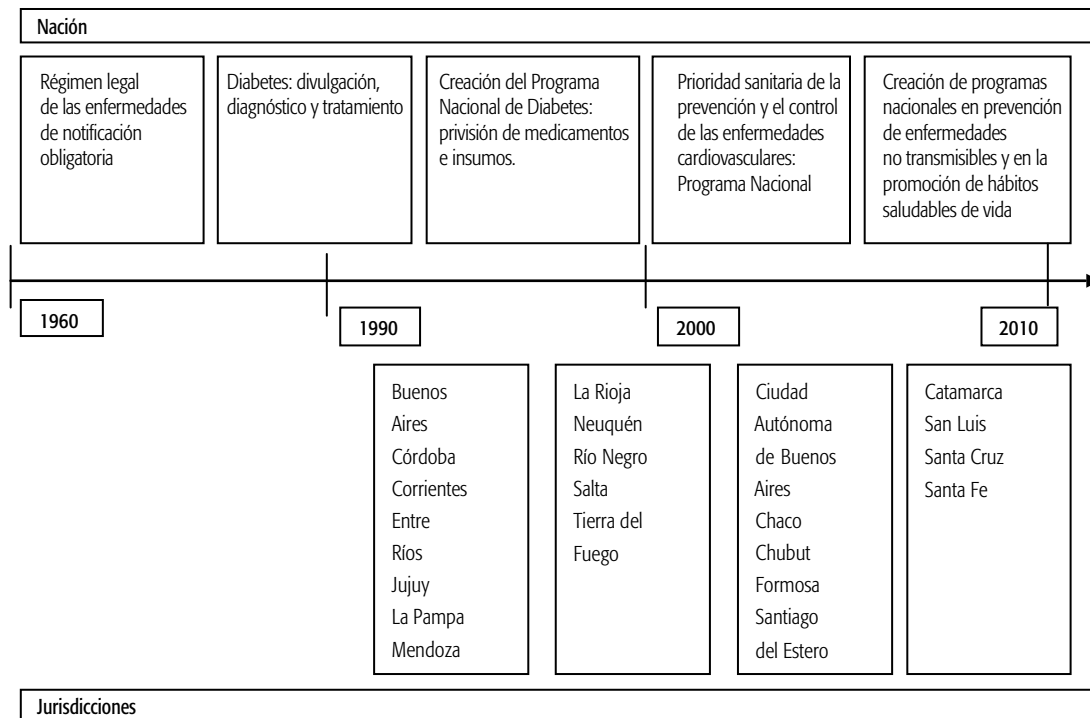 Nación
Régimen legal
de las enfermedades
de notificación
obligatoria
Diabetes: divulgación,
diagnóstico y tratamiento
Creación del Programa
Nacional de Diabetes:
privisión de medicamentos
e insumos.
Prioridad sanitaria de la
prevención y el control
de las enfermedades
cardiovasculares:
Programa Nacional
Creación de programas
nacionales en prevención
de enfermedades
no transmisibles y en la
promoción de hábitos
saludables de vida
1960
1990
2000
2010
Buenos
Aires
Córdoba
Corrientes
Entre
Ríos
Jujuy
La Pampa
Mendoza
La Rioja
Neuquén
Río Negro
Salta
Tierra del
Fuego
Ciudad
Autónoma
de Buenos
Aires
Chaco
Chubut
Formosa
Santiago
del Estero
Catamarca
San Luis
Santa Cruz
Santa Fe
Jurisdicciones